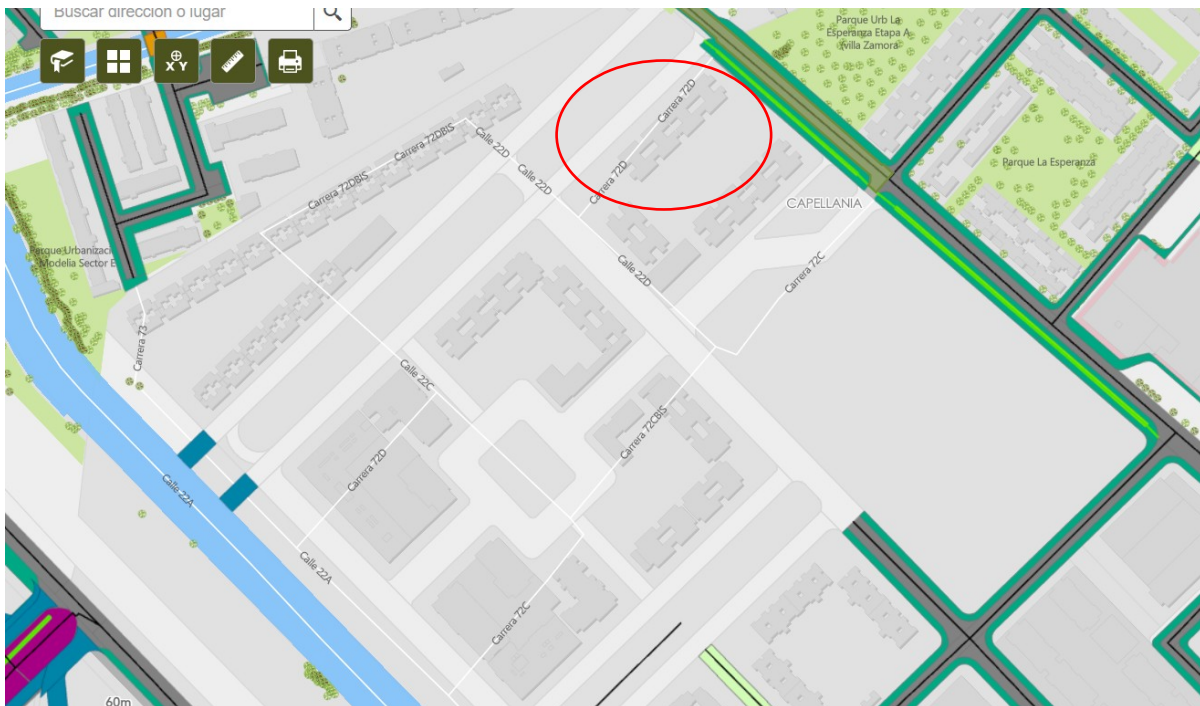 Buscar dirección o lugar
X Y
Parque Urb La
Esperanza Etapa A
(villa Zamora)
Carrera 72D
Carrera 72DBIS
Calle 22D
Calle 22D
Carrera 72D
Parque La Esperanza
Carrera 72DBIS
CAPELLANIA
Parque Urbanizaci
Modelia Sector E
Calle 22D
Carrera 72C
Carrera 73
Calle 22C
Carrera 72CBIS
Carrera 72D
Calle 22A
Calle 22A
Carrera 72C
60m